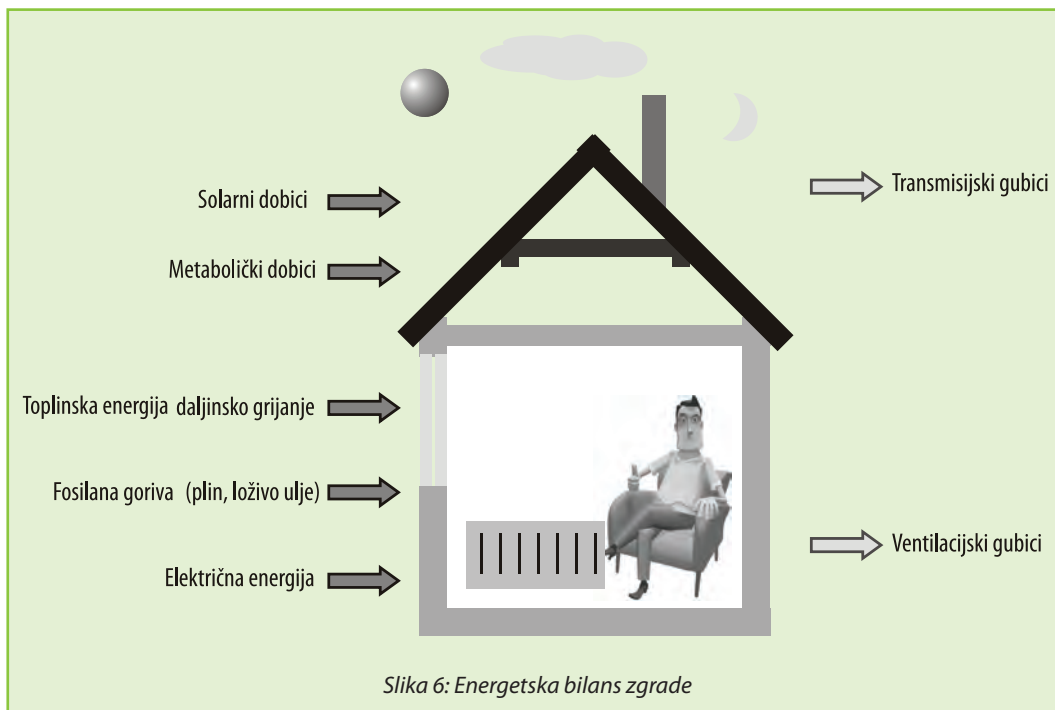 Solarni dobici
Transmisijski gubici
Metabolički dobici
Toplinska energija daljinsko grijanje
Fosilana goriva (plin, loživo ulje)
Ventilacijski gubici
Električna energija
Slika 6: Energetska bilans zgrade